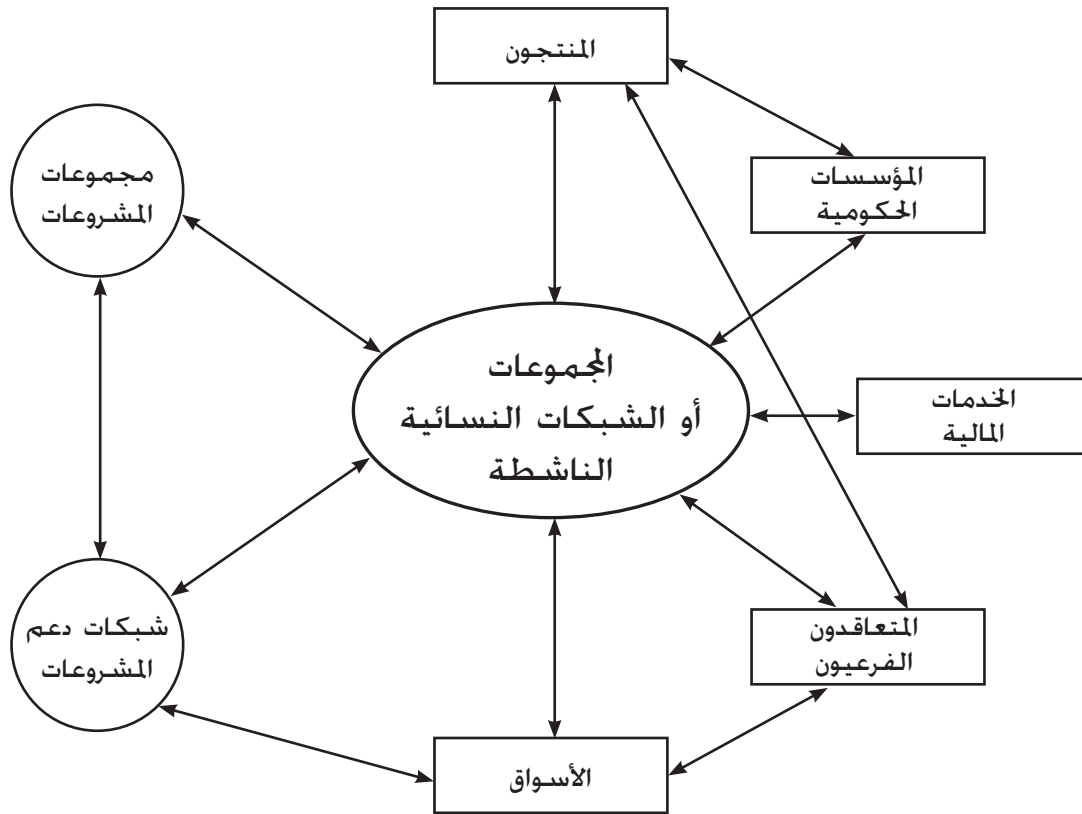 المنتجون
المؤسسات
الحكومية
مجموعات
المشروعات
المجموعات
أو الشبكات النسائية
الناشطة
الخدمات
المالية
المتعاقدون
الفرعيون
شبكات دعم
المشروعات
الأسواق